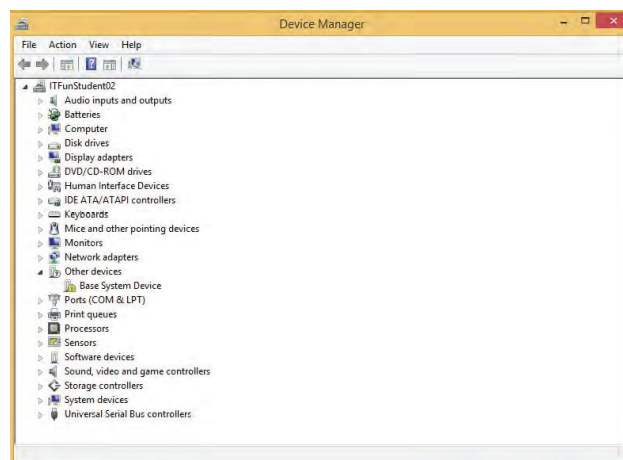 Device Manager
File Action View Help
ITFunStudent02
Audio inputs and outputs
Batteries
Computer
Disk drives
Display adapters
DVD/CD-ROM drives
Human Interface Devices
IDE ATA/ATAPI controllers
Keyboards
Mice and other pointing devices
Monitors
Network adapters
Other devices
Base System Device
Ports (COM & LPT)
Print queues
Processors
Sensors
Software devices
Sound, video and game controllers
Storage controllers
System devices
Universal Serial Bus controllers